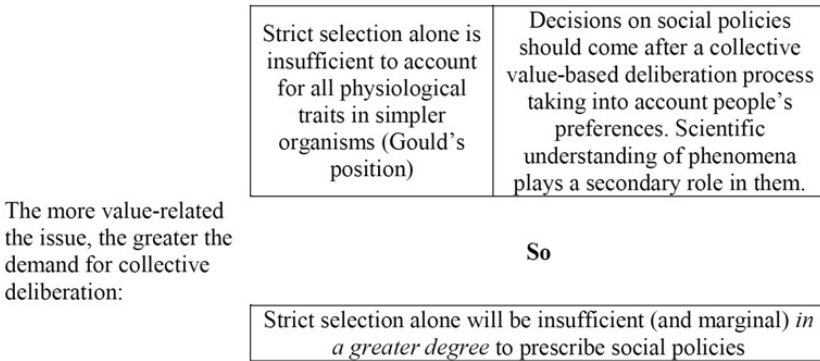 Strict selection alone is
insufficient to account
for all physiological
traits in simpler
organisms (Gould’s
position)
Decisions on social policies
should come after a collective
value-based deliberation process
taking into account people’s
preferences. Scientific
understanding of phenomena
plays a secondary role in them.
The more value-related
the issue, the greater the
demand for collective
deliberation:
So
Strict selection alone will be insufficient (and marginal) in
a greater degree to prescribe social policies